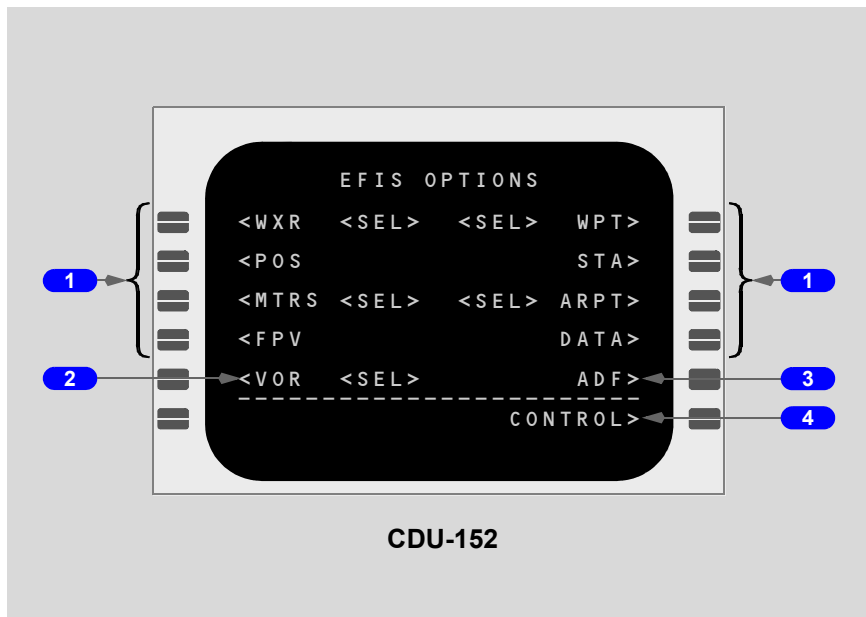 EFIS OPTIONS
<WXR <SEL> <SEL> WPT>
<POS STA>
1 1
<MTRS <SEL> <SEL> ARPT>
<FPV DATA>
2 <VOR <SEL> ADF> 3
--------------------
CONTROL> 4
CDU-152